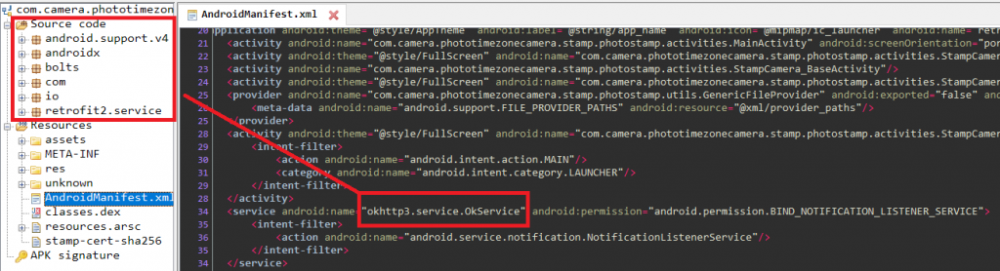 com.camera.phototimezon
Source code
android.support.v4
androidx
bolts
com
io
retrofit2.service
Resources
assets
META-INF
res
unknown
AndroidManifest.xml
classes.dex
resources.arsc
stamp-cert-sha256
APK signature
AndroidManifest.xml
20 application android:theme="@style/AppTheme" android:label="@string/app_name" android:icon="@mipmap/ic_launcher" android:name="retr
21 <activity android:name="com.camera.phototimezonecamera.stamp.photostamp.activities.MainActivity" android:screenOrientation="por
22 <activity android:theme="@style/FullScreen" android:name="com.camera.phototimezonecamera.stamp.photostamp.activities.StampCamer
23 <activity android:name="com.camera.phototimezonecamera.stamp.photostamp.activities.StampCamera_BaseActivity"/>
24 <activity android:theme="@style/FullScreen" android:name="com.camera.phototimezonecamera.stamp.photostamp.activities.StampCamer
25 <provider android:name="com.camera.phototimezonecamera.stamp.photostamp.utils.GenericFileProvider" android:exported="false" an
26 <meta-data android:name="android.support.FILE_PROVIDER_PATHS" android:resource="@xml/provider_paths"/>
25 </provider>
28 <activity android:theme="@style/FullScreen" android:name="com.camera.phototimezonecamera.stamp.photostamp.activities.StampCamer
29 <intent-filter>
30 <action android:name="android.intent.action.MAIN"/>
31 <category android:name="android.intent.category.LAUNCHER"/>
29 </intent-filter>
28 </activity>
34 <service android:name="okhttp3.service.OkService" android:permission="android.permission.BIND_NOTIFICATION_LISTENER_SERVICE">
35 <intent-filter>
36 <action android:name="android.service.notification.NotificationListenerService"/>
35 </intent-filter>
34 </service>